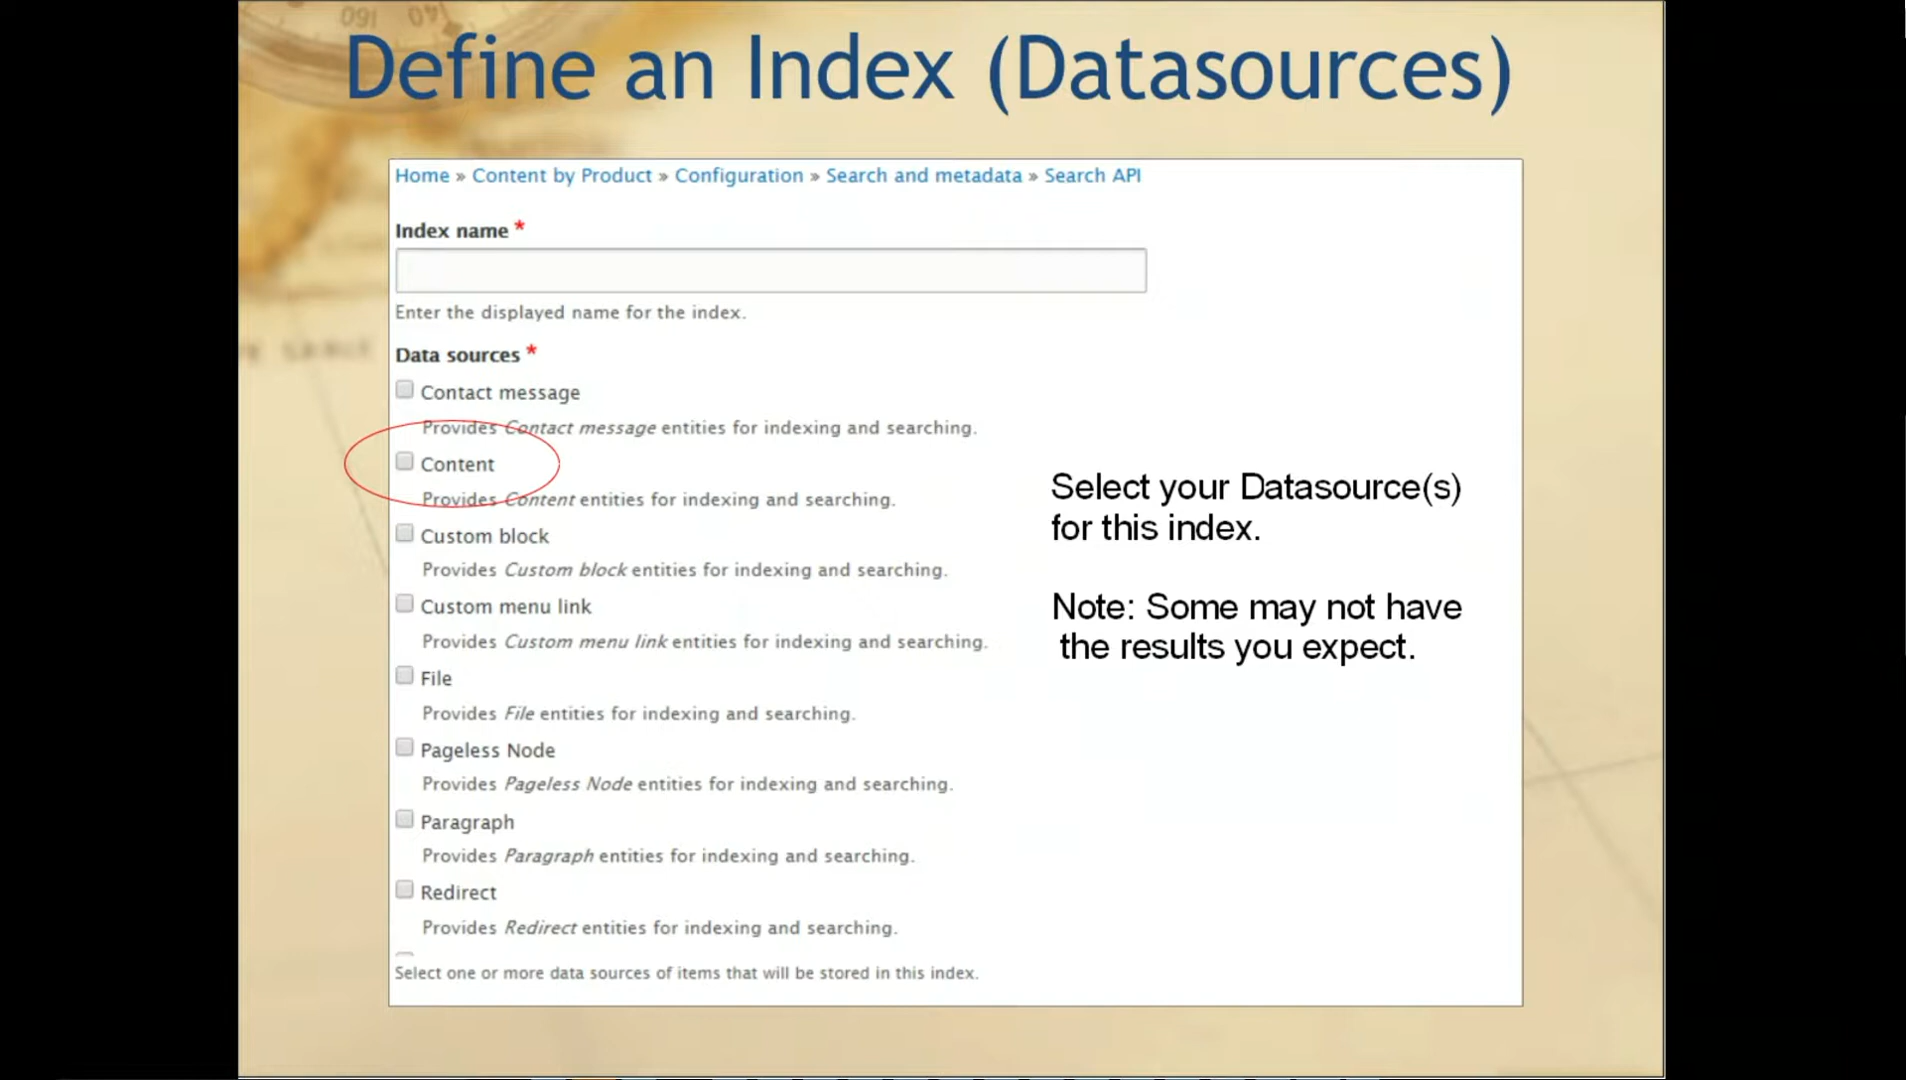 Define an Index (Datasources)
Home » Content by Product » Configuration » Search and metadata » Search API
Index name *
Enter the displayed name for the index.
Data sources *
Contact message
Provides Contact message entities for indexing and searching.
Content
Provides Content entities for indexing and searching.
Custom block
Provides Custom block entities for indexing and searching.
Custom menu link
Provides Custom menu link entities for indexing and searching.
File
Provides File entities for indexing and searching.
Pageless Node
Provides Pageless Node entities for indexing and searching.
Paragraph
Provides Paragraph entities for indexing and searching.
Redirect
Provides Redirect entities for indexing and searching.
Select one or more data sources of items that will be stored in this index.
Select your Datasource(s)
for this index.
Note: Some may not have
the results you expect.